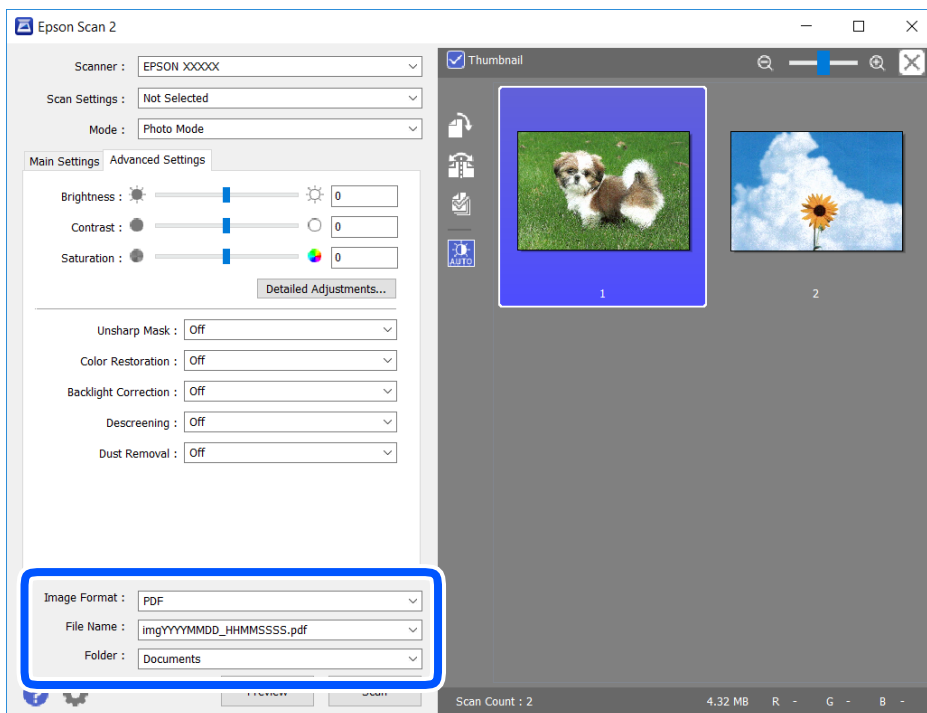 Epson Scan 2
Scanner : EPSON XXXXX
Scan Settings : Not Selected
Mode : Photo Mode
Main Settings Advanced Settings
Brightness : 0
Contrast : 0
Saturation : 0
Detailed Adjustments...
Unsharp Mask : Off
Color Restoration : Off
Backlight Correction : Off
Descreening : Off
Dust Removal : Off
Image Format : PDF
File Name : imgYYYYMMDD_HHMMSSSS.pdf
Folder : Documents
Preview Scan
Thumbnail
AUTO
1 2
Scan Count : 2 4.32 MB R - G - B -